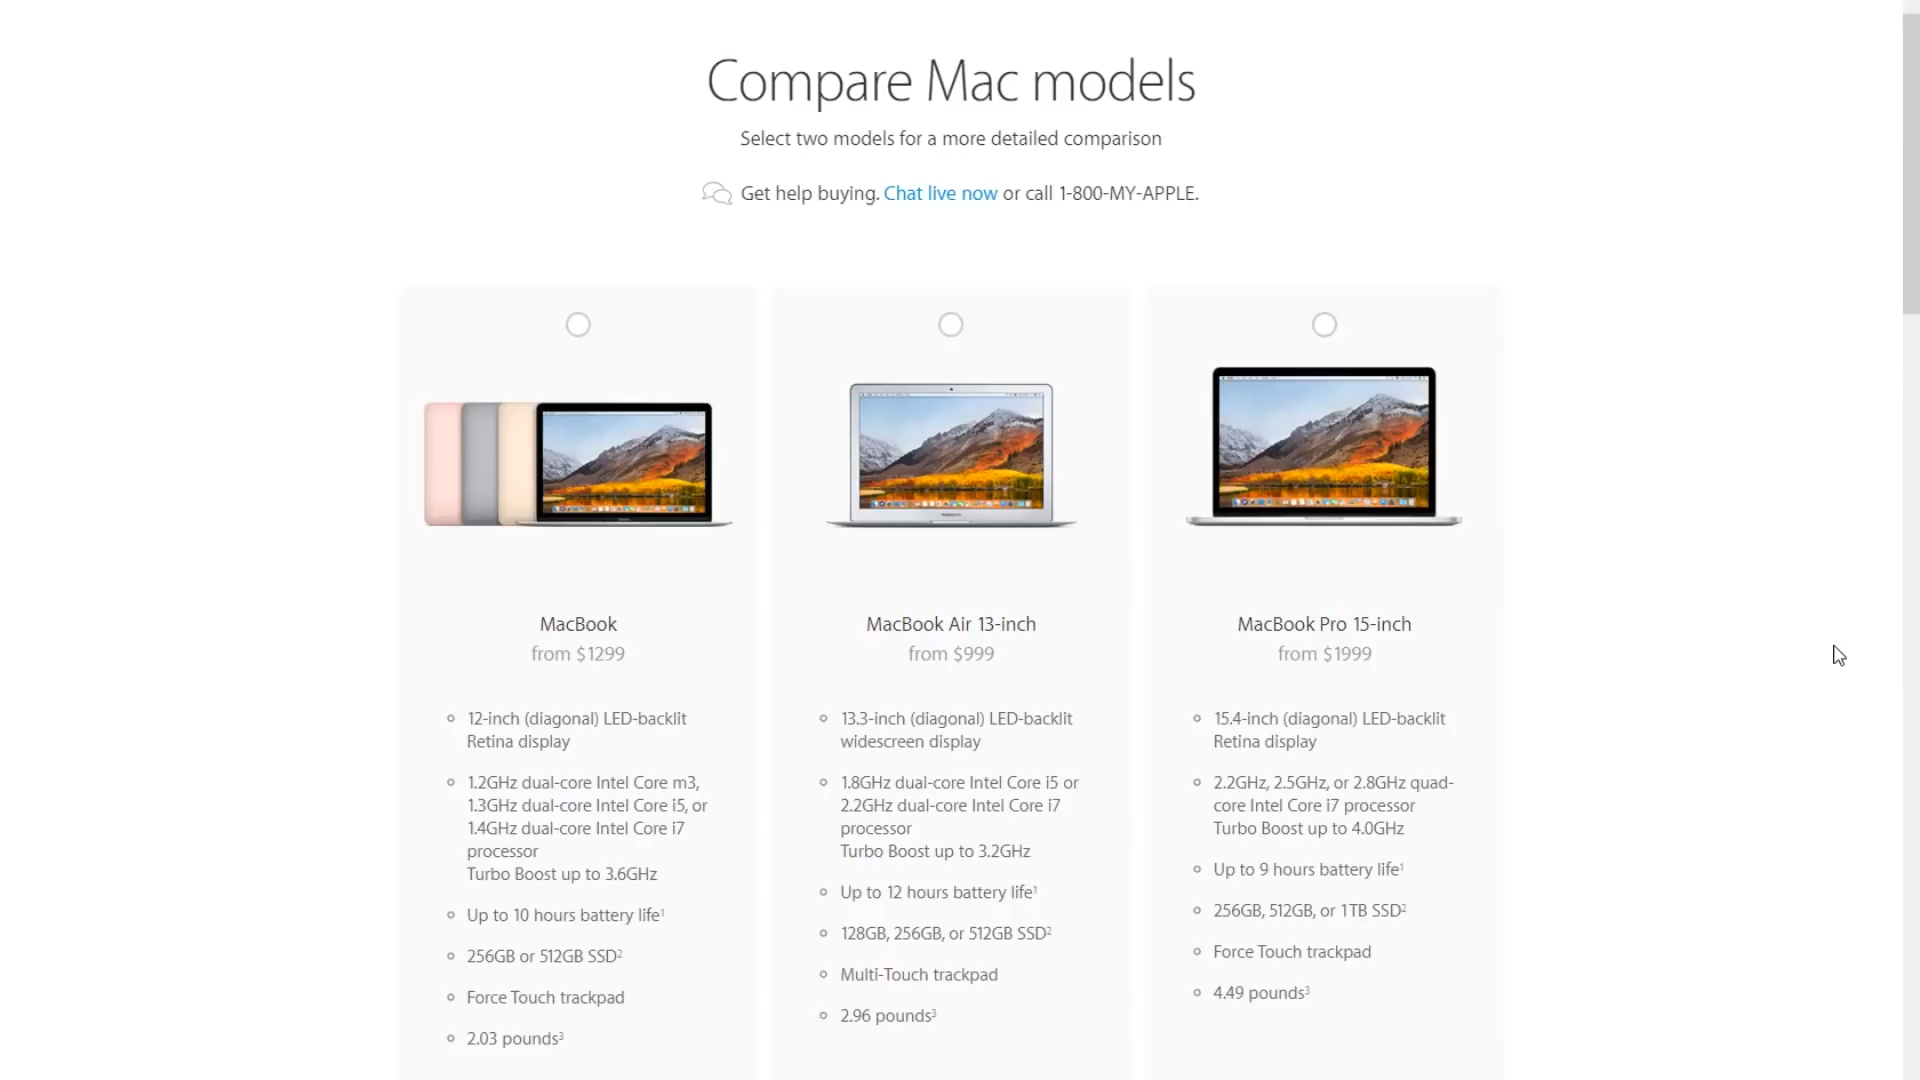 Compare Mac models
Select two models for a more detailed comparison
Get help buying. Chat live now or call 1-800-MY-APPLE.
MacBook
from $1299
12-inch (diagonal) LED-backlit
Retina display
1.2GHz dual-core Intel Core m3,
1.3GHz dual-core Intel Core i5, or
1.4GHz dual-core Intel Core i7
processor
Turbo Boost up to 3.6GHz
Up to 10 hours battery life1
256GB or 512GB SSD2
Force Touch trackpad
2.03 pounds3
MacBook Air 13-inch
from $999
13.3-inch (diagonal) LED-backlit
widescreen display
1.8GHz dual-core Intel Core i5 or
2.2GHz dual-core Intel Core i7
processor
Turbo Boost up to 3.2GHz
Up to 12 hours battery life1
128GB, 256GB, or 512GB SSD2
Multi-Touch trackpad
2.96 pounds3
MacBook Pro 15-inch
from $1999
15.4-inch (diagonal) LED-backlit
Retina display
2.2GHz, 2.5GHz, or 2.8GHz quad-
core Intel Core i7 processor
Turbo Boost up to 4.0GHz
Up to 9 hours battery life1
256GB, 512GB, or 1TB SSD2
Force Touch trackpad
4.49 pounds3